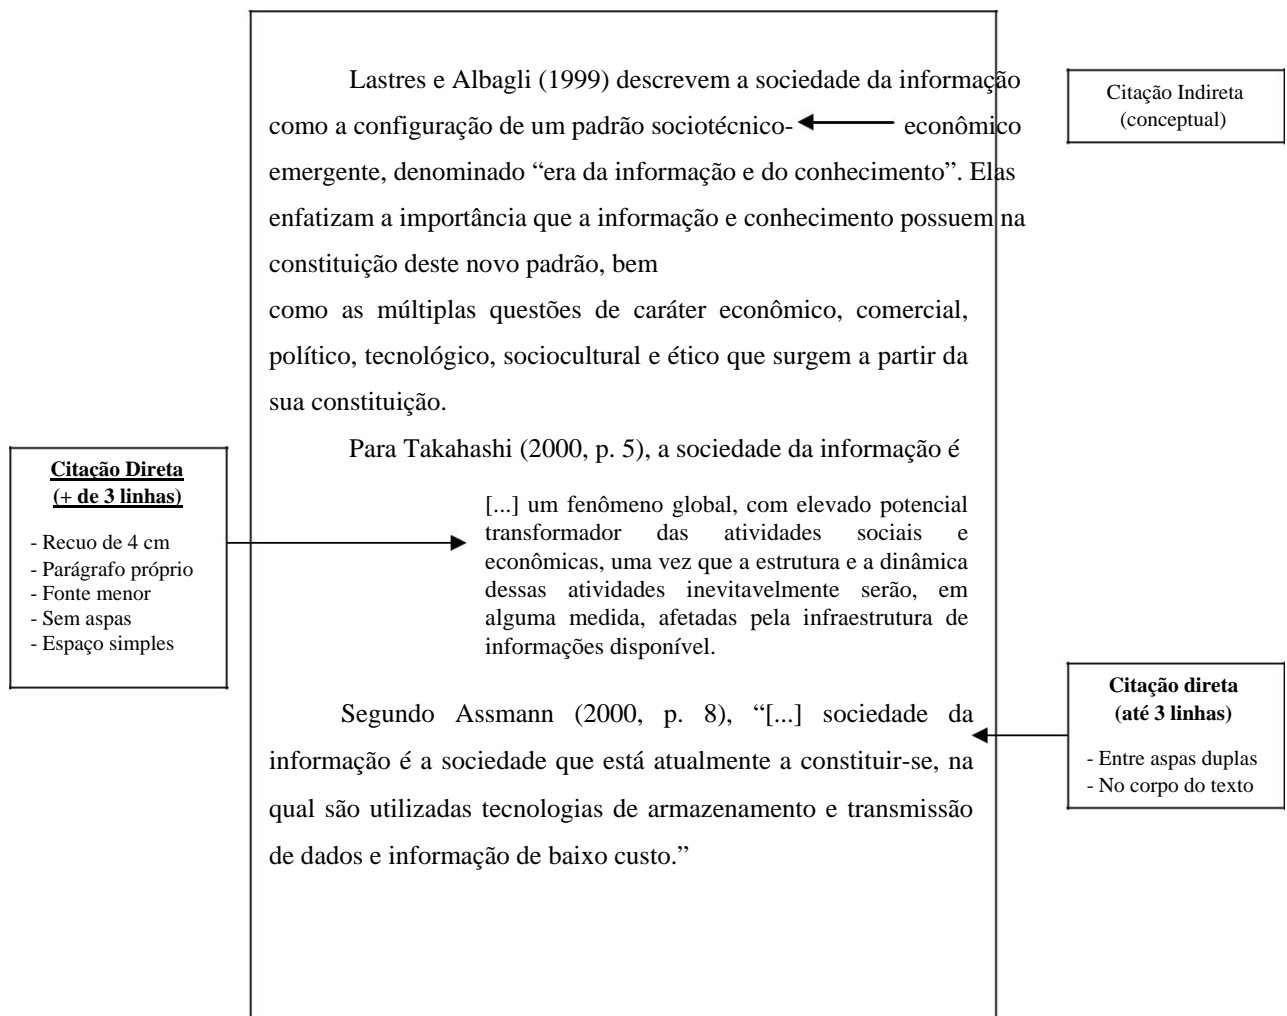 Lastres e Albagli (1999) descrevem a sociedade da informação
como a configuração de um padrão sociotécnico- econômico
emergente, denominado “era da informação e do conhecimento”. Elas
enfatizam a importância que a informação e conhecimento possuem na
constituição deste novo padrão, bem
como as múltiplas questões de caráter econômico, comercial,
político, tecnológico, sociocultural e ético que surgem a partir da
sua constituição.
Citação Indireta
(conceptual)
Para Takahashi (2000, p. 5), a sociedade da informação é
Citação Direta
(+ de 3 linhas)
- Recuo de 4 cm
- Parágrafo próprio
- Fonte menor
- Sem aspas
- Espaço simples
[...] um fenômeno global, com elevado potencial
transformador das atividades sociais e
econômicas, uma vez que a estrutura e a dinâmica
dessas atividades inevitavelmente serão, em
alguma medida, afetadas pela infraestrutura de
informações disponível.
Segundo Assmann (2000, p. 8), “[...] sociedade da
informação é a sociedade que está atualmente a constituir-se, na
qual são utilizadas tecnologias de armazenamento e transmissão
de dados e informação de baixo custo.”
Citação direta
(até 3 linhas)
- Entre aspas duplas
- No corpo do texto